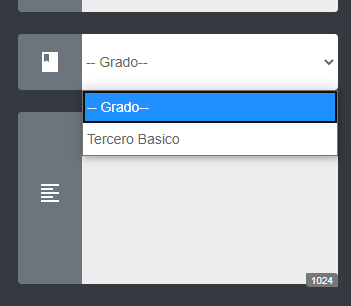 -- Grado--
-- Grado--
Tercero Basico
1024